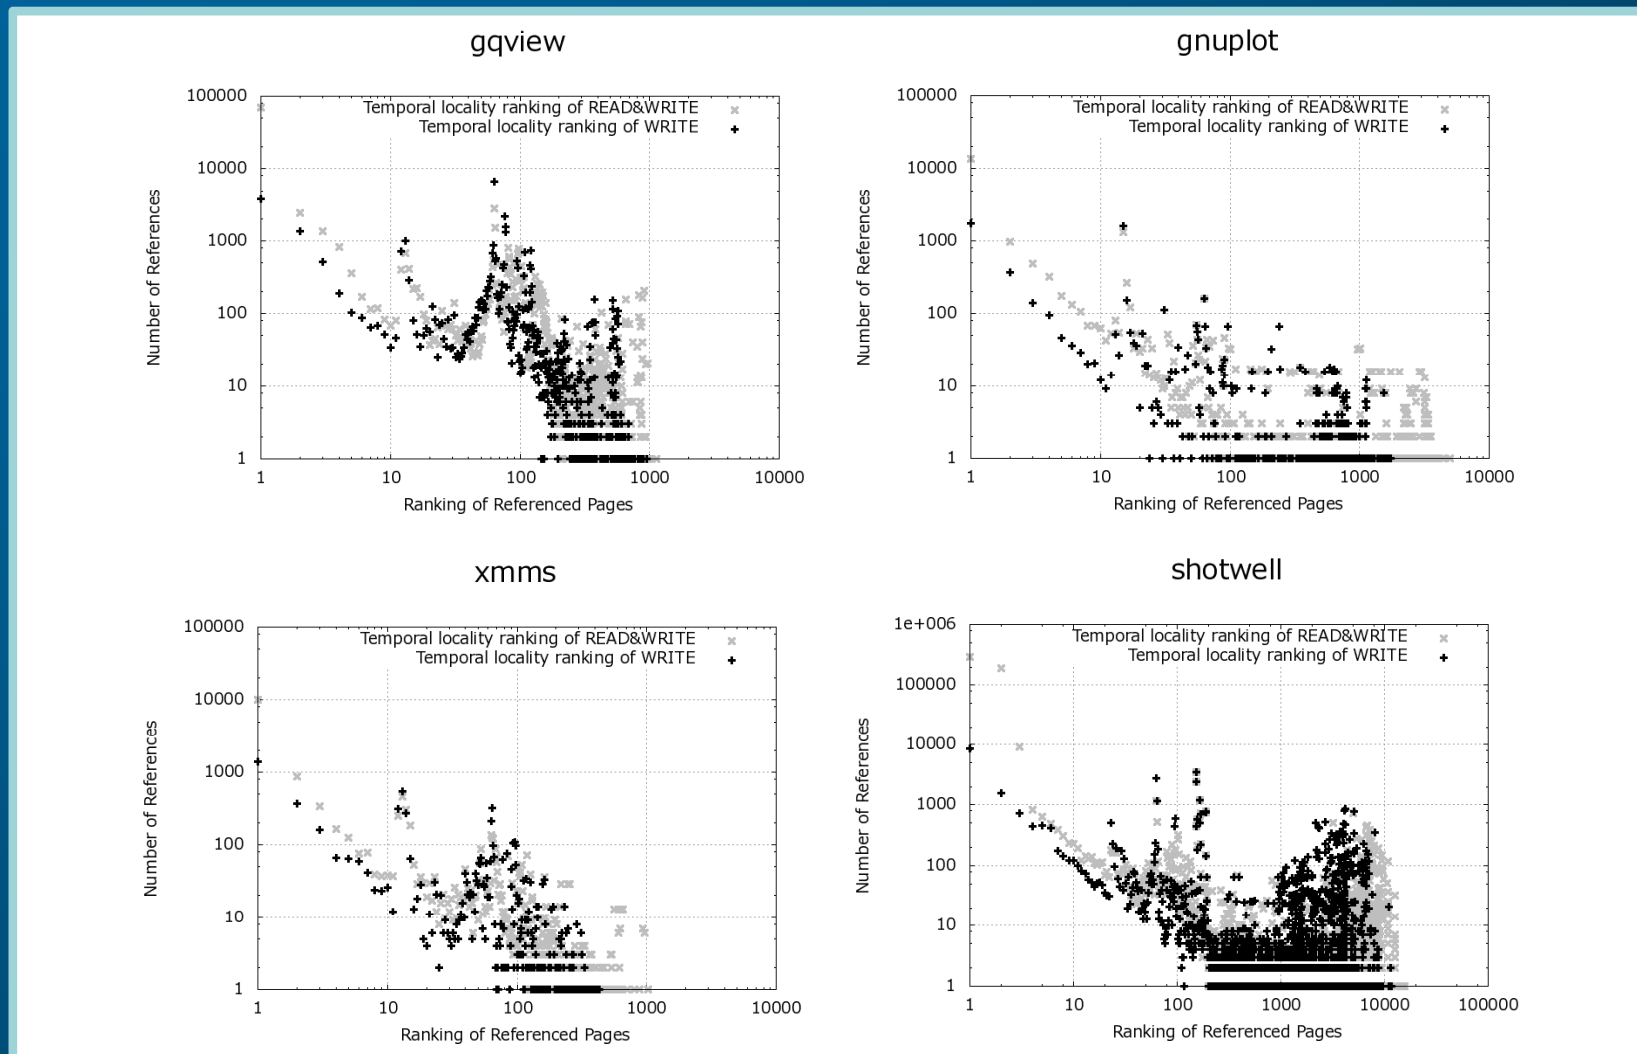 gqview
100000
10000
1000
100
10
1
1
10
100
1000
10000
Number of References
Ranking of Referenced Pages
Temporal locality ranking of READ&WRITE
Temporal locality ranking of WRITE
gnuplot
100000
10000
1000
100
10
1
1
10
100
1000
10000
Number of References
Ranking of Referenced Pages
Temporal locality ranking of READ&WRITE
Temporal locality ranking of WRITE
xmms
100000
10000
1000
100
10
1
1
10
100
1000
10000
Number of References
Ranking of Referenced Pages
Temporal locality ranking of READ&WRITE
Temporal locality ranking of WRITE
shotwell
1e+006
100000
10000
1000
100
10
1
1
10
100
1000
10000
100000
Number of References
Ranking of Referenced Pages
Temporal locality ranking of READ&WRITE
Temporal locality ranking of WRITE